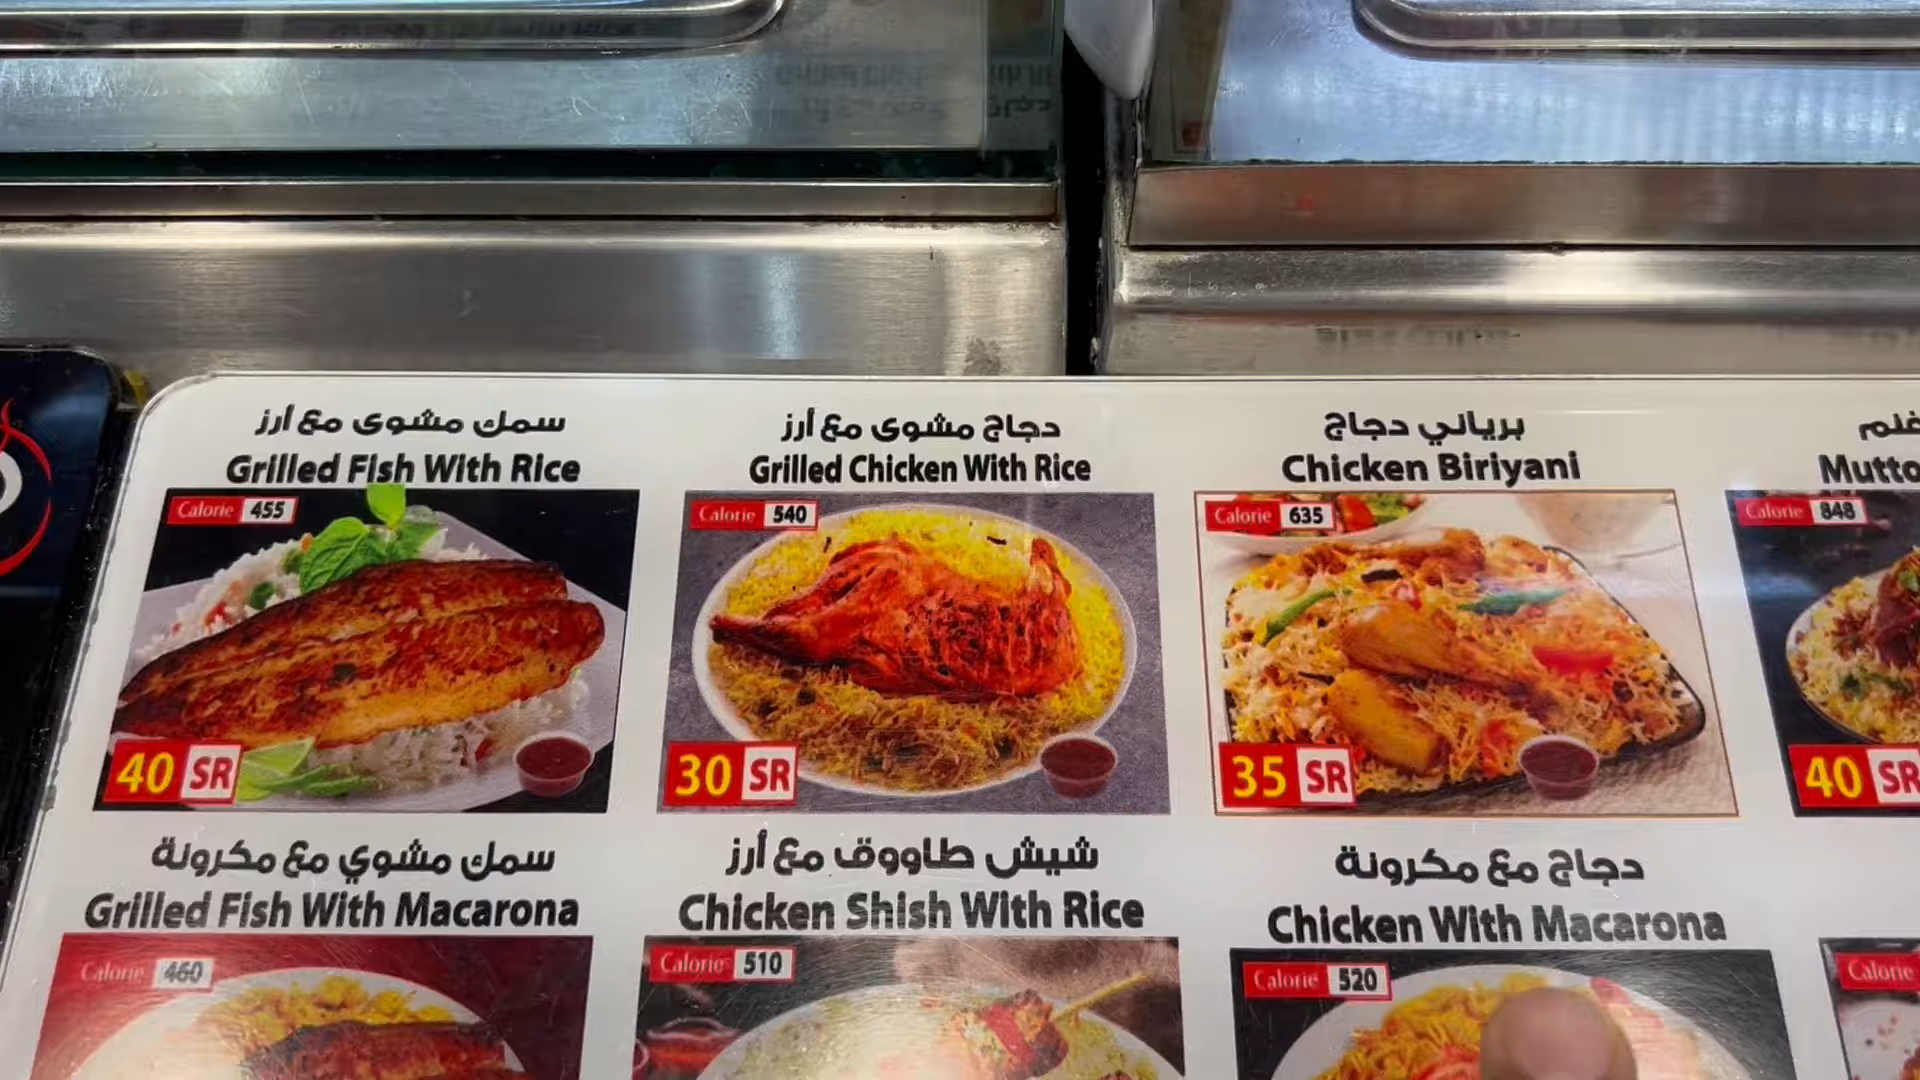 سمك مشوى مع أرز
Grilled Fish With Rice
Calorie 455
40 SR
دجاج مشوى مع أرز
Grilled Chicken With Rice
Calorie 540
30 SR
برياني دجاج
Chicken Biriyani
Calorie 635
35 SR
Calorie 848
40 SR
سمك مشوي مع مكرونة
Grilled Fish With Macarona
Calorie 460
شيش طاووق مع أرز
Chicken Shish With Rice
Calorie 510
دجاج مع مكرونة
Chicken With Macarona
Calorie 520
Calorie